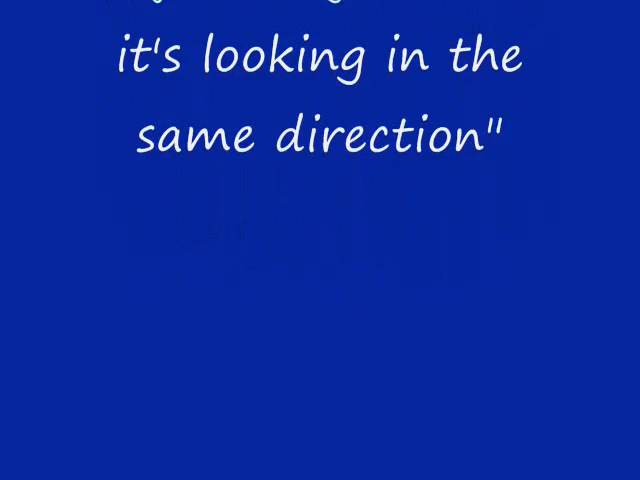 it's looking in the
same direction"